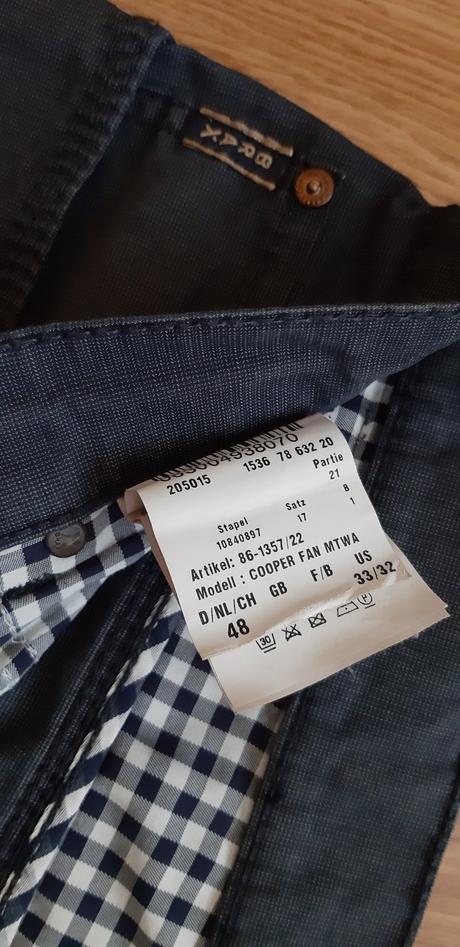 BRAX
205015 1536 78 632 20
Partie
21
Stapel Satz B
10840897 17 1
Artikel: 86-1357/22
Modell : COOPER FAN MTWA
D/NL/CH GB F/B US
48 33/32
30